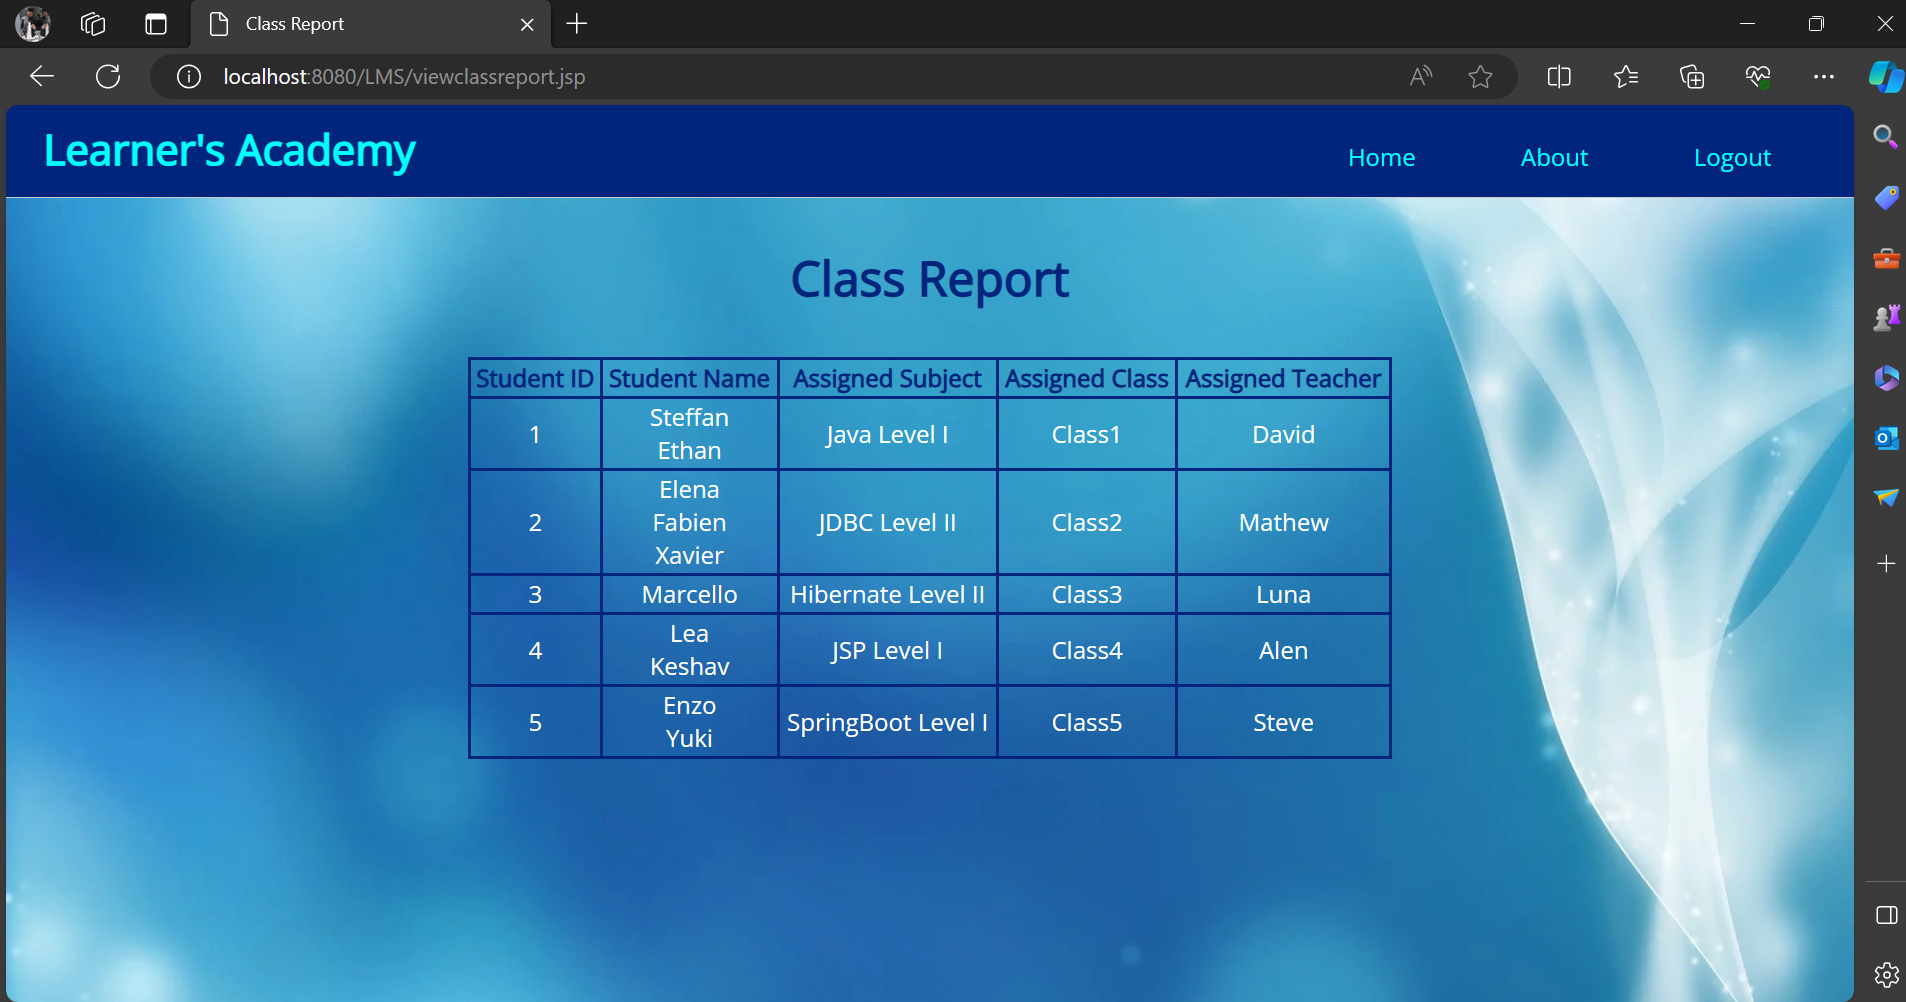 Class Report
localhost:8080/LMS/viewclassreport.jsp
Learner's Academy
Home About Logout
Class Report
Student ID Student Name Assigned Subject Assigned Class Assigned Teacher
1 Steffan Java Level I Class1 David
Ethan
Elena
2 Fabien JDBC Level II Class2 Mathew
Xavier
3 Marcello Hibernate Level II Class3 Luna
4 Lea JSP Level I Class4 Alen
Keshav
5 Enzo SpringBoot Level I Class5 Steve
Yuki